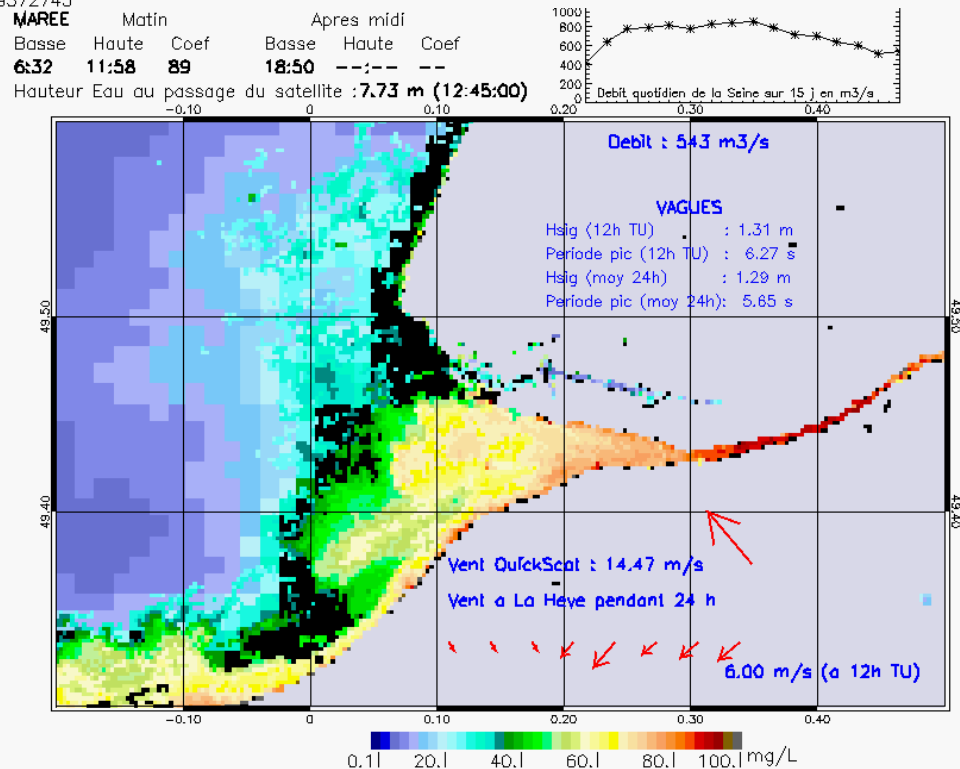 MAREE Matin Apres midi
Basse Haute Coef Basse Haute Coef
6:32 11:58 89 18:50 --:-- --
Hauteur Eau au passage du satellite : 7.73 m (12:45:00)
1000
800
600
400
200
0
Debit quotidien de la Seine sur 15 j en m3/s
-0.10 0 0.10 0.20 0.30 0.40
Debit : 543 m3/s
VAGUES
Hsig (12h TU) : 1.31 m
Periode pic (12h TU) : 6.27 s
Hsig (moy 24h) : 1.29 m
Periode pic (moy 24h): 5.65 s
49.50 49.50
49.40 49.40
Vent QuickScat : 14.47 m/s
Vent a La Heve pendant 24 h
6.00 m/s (a 12h TU)
-0.10 0 0.10 0.20 0.30 0.40
0.1| 20.| 40.| 60.| 80.| 100.| mg/L